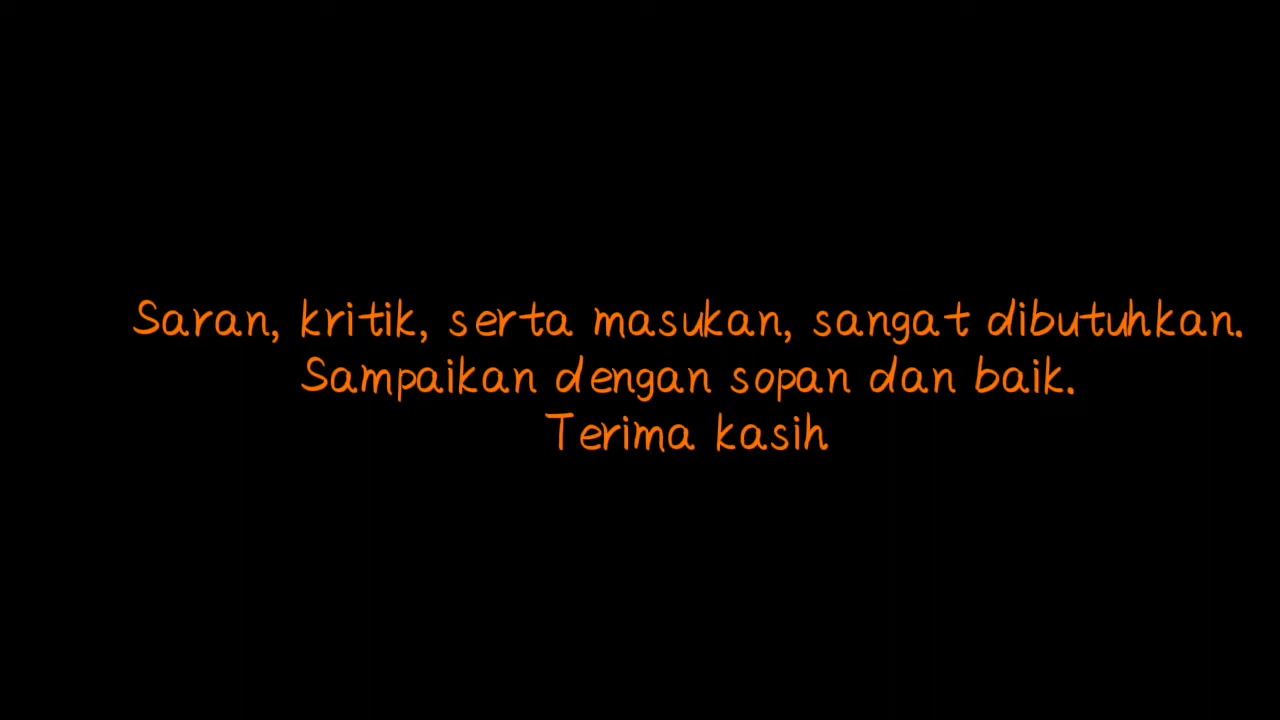 Saran, kritik, serta masukan, sangat dibutuhkan.
Sampaikan dengan sopan dan baik.
Terima kasih